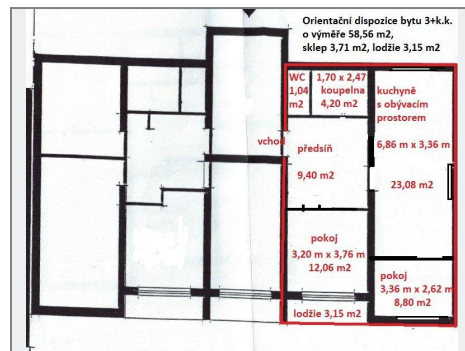 Orientační dispozice bytu 3+k.k.
o výměře 58,56 m2,
sklep 3,71 m2, lodžie 3,15 m2
WC
1,04
m2
1,70 x 2,47
koupelna
4,20 m2
kuchyně
s obývacím
prostorem
6,86 m x 3,36 m
23,08 m2
vchod
předsíň
9,40 m2
pokoj
3,20 m x 3,76 m
12,06 m2
pokoj
3,36 m x 2,62 m
8,80 m2
lodžie 3,15 m2